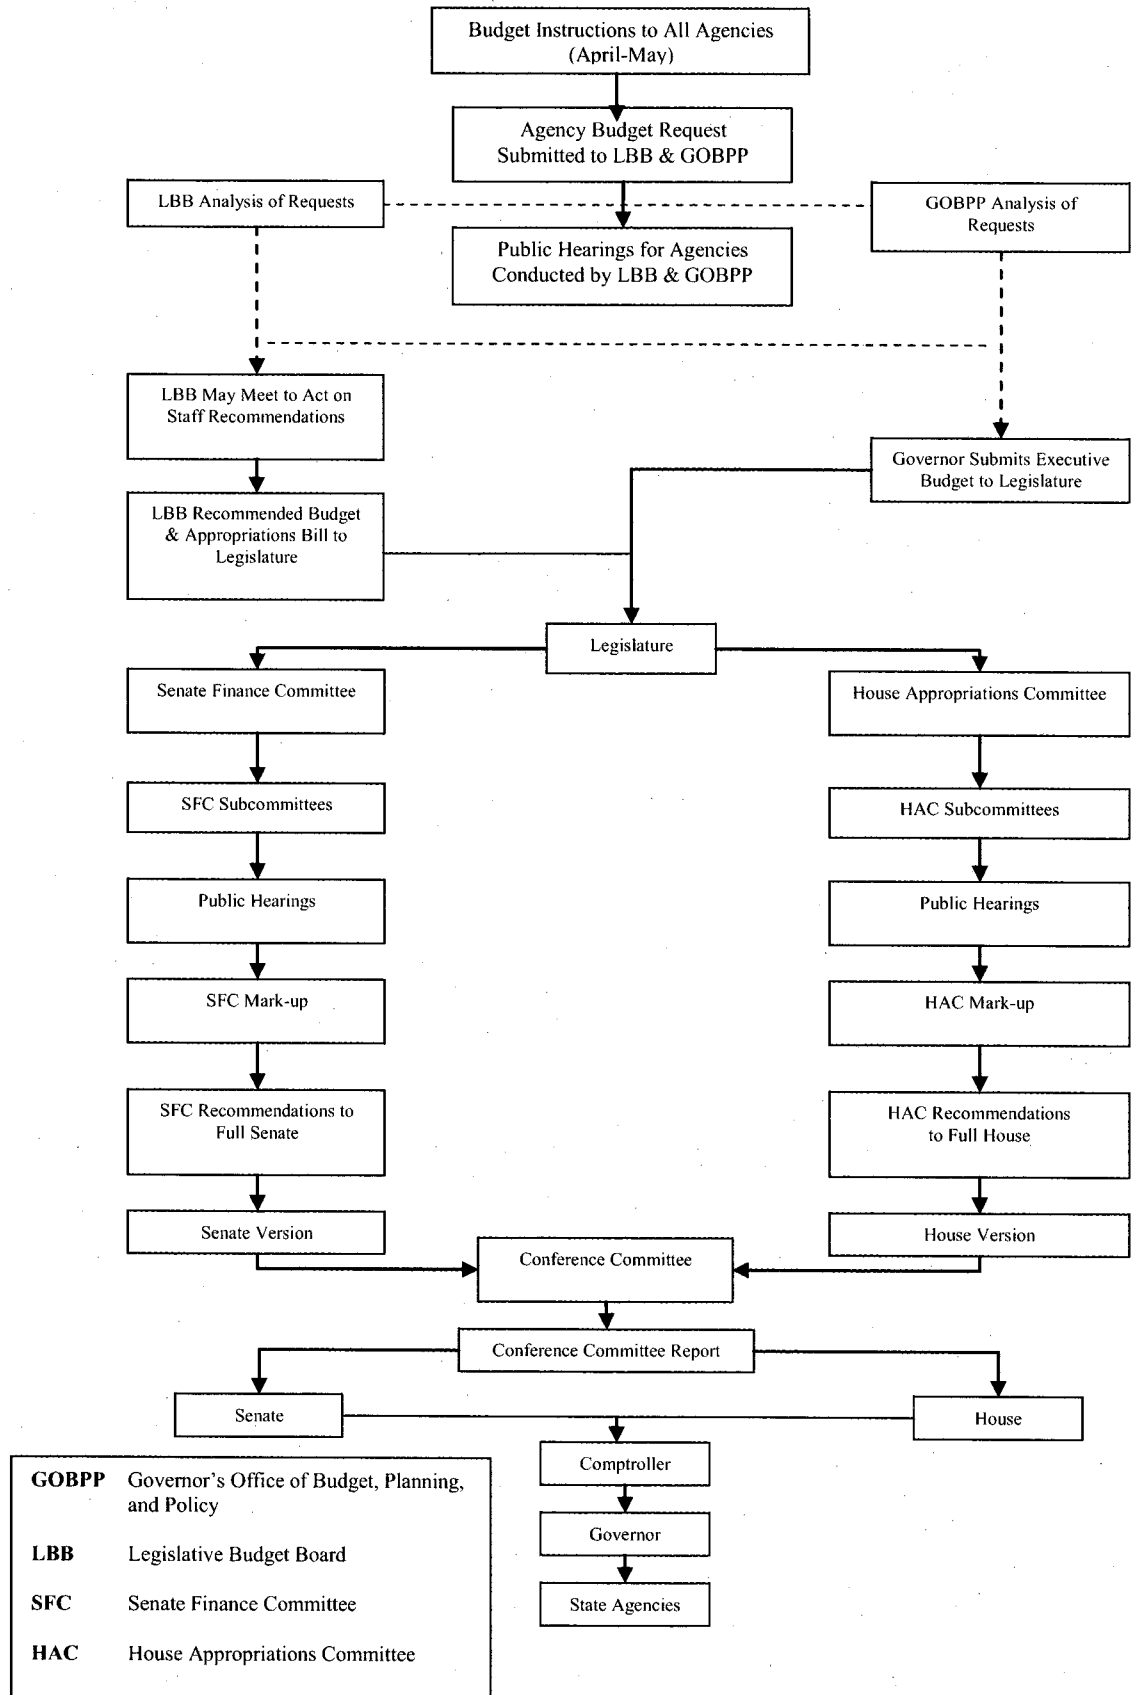 Budget Instructions to All Agencies
(April-May)
Agency Budget Request
Submitted to LBB & GOBPP
LBB Analysis of Requests
GOBPP Analysis of
Requests
Public Hearings for Agencies
Conducted by LBB & GOBPP
LBB May Meet to Act on
Staff Recommendations
Governor Submits Executive
Budget to Legislature
LBB Recommended Budget
& Appropriations Bill to
Legislature
Legislature
Senate Finance Committee
House Appropriations Committee
SFC Subcommittees
HAC Subcommittees
Public Hearings
Public Hearings
SFC Mark-up
HAC Mark-up
SFC Recommendations to
Full Senate
HAC Recommendations
to Full House
Senate Version
House Version
Conference Committee
Conference Committee Report
Senate
House
Comptroller
Governor
State Agencies
GOBPP Governor's Office of Budget, Planning,
and Policy
LBB Legislative Budget Board
SFC Senate Finance Committee
HAC House Appropriations Committee